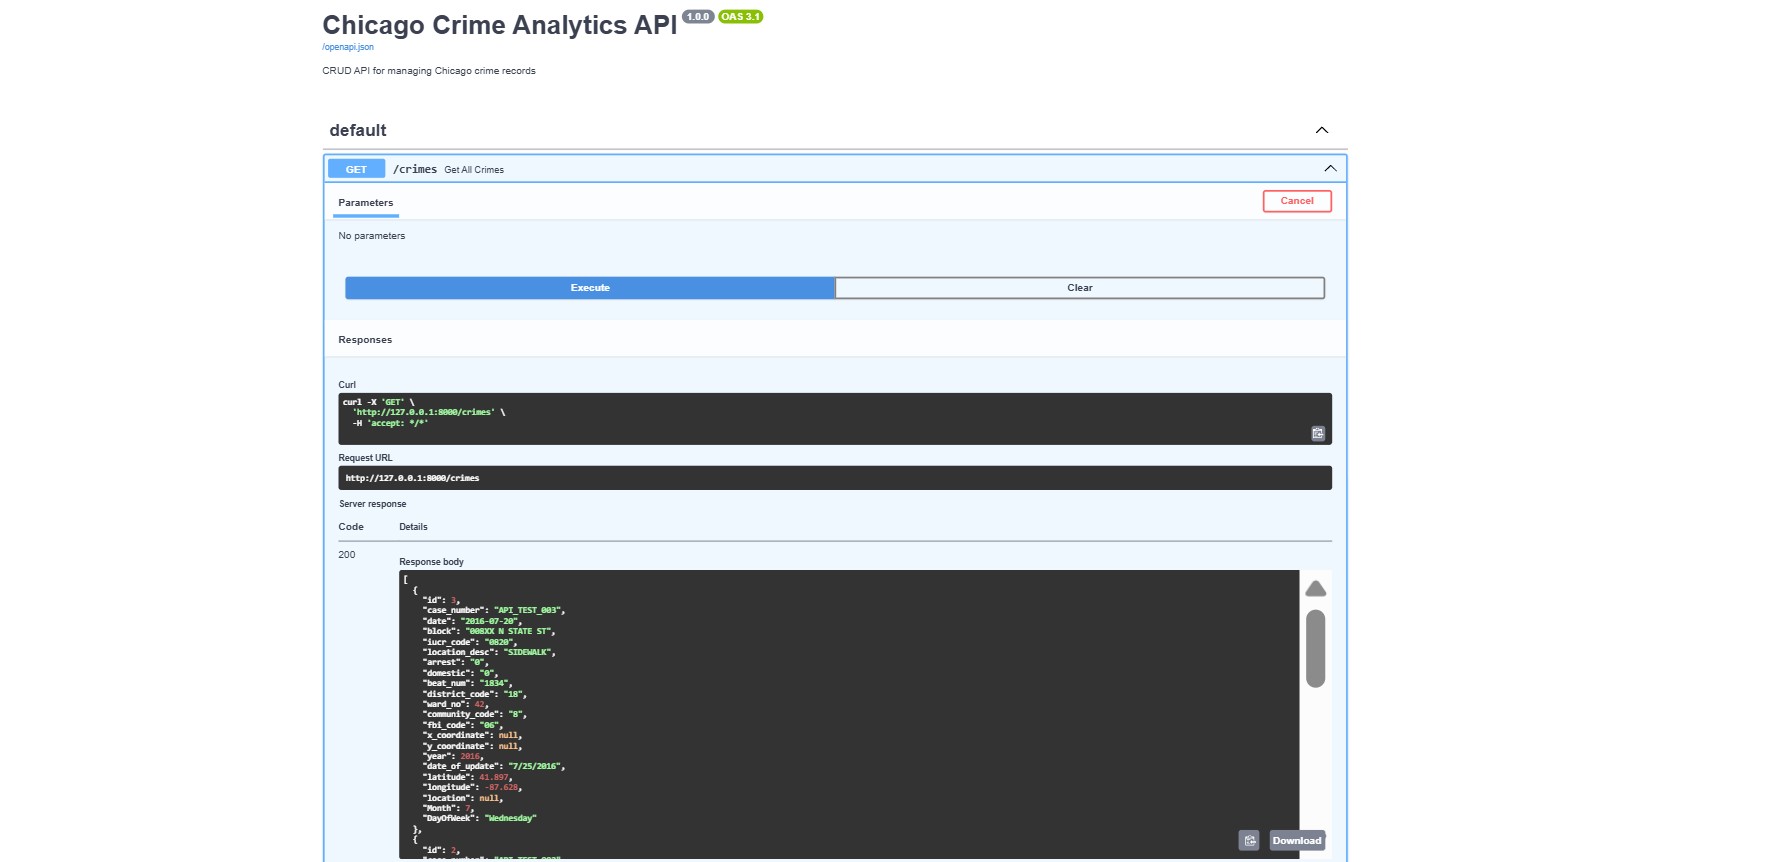 Chicago Crime Analytics API 1.0.0 OAS 3.1
/openapi.json
CRUD API for managing Chicago crime records
default
GET /crimes Get All Crimes
Parameters
Cancel
No parameters
Execute
Clear
Responses
Curl
curl -X 'GET' \
'http://127.0.0.1:8000/crimes' \
-H 'accept: */*'
Request URL
http://127.0.0.1:8000/crimes
Server response
Code Details
200
Response body
[
{
"id": 3,
"case_number": "API_TEST_003",
"date": "2016-07-20",
"block": "008XX N STATE ST",
"iucr_code": "0820",
"location_desc": "SIDEWALK",
"arrest": "0",
"domestic": "0",
"beat_num": "1834",
"district_code": "18",
"ward_no": 42,
"community_code": "8",
"fbi_code": "06",
"x_coordinate": null,
"y_coordinate": null,
"year": 2016,
"date_of_update": "7/25/2016",
"latitude": 41.897,
"longitude": -87.628,
"location": null,
"Month": 7,
"DayOfWeek": "Wednesday"
},
{
"id": 2,
Download